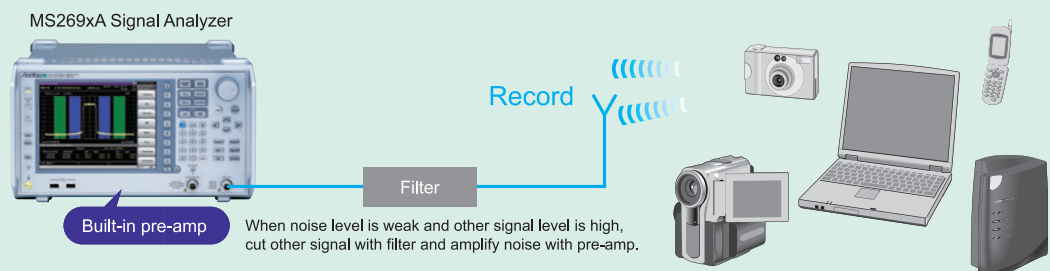 MS269xA Signal Analyzer
Record
Filter
Built-in pre-amp
When noise level is weak and other signal level is high,
cut other signal with filter and amplify noise with pre-amp.